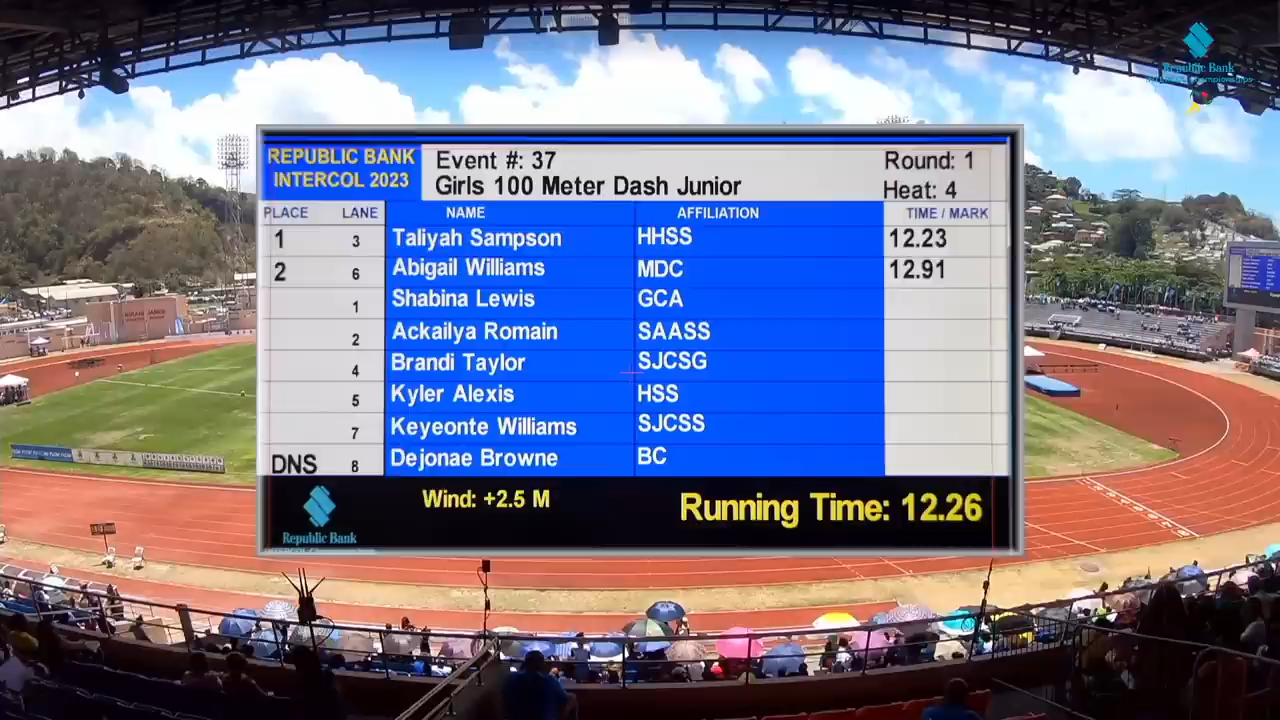 Republic Bank
REPUBLIC BANK
INTERCOL 2023
Event #: 37
Girls 100 Meter Dash Junior
Round: 1
Heat: 4
PLACE LANE NAME AFFILIATION TIME / MARK
1 3 Taliyah Sampson HHSS 12.23
2 6 Abigail Williams MDC 12.91
1 Shabina Lewis GCA
2 Ackailya Romain SAASS
4 Brandi Taylor SJCSG
5 Kyler Alexis HSS
7 Keyeonte Williams SJCSS
DNS 8 Dejonae Browne BC
Wind: +2.5 M
Running Time: 12.26
Republic Bank